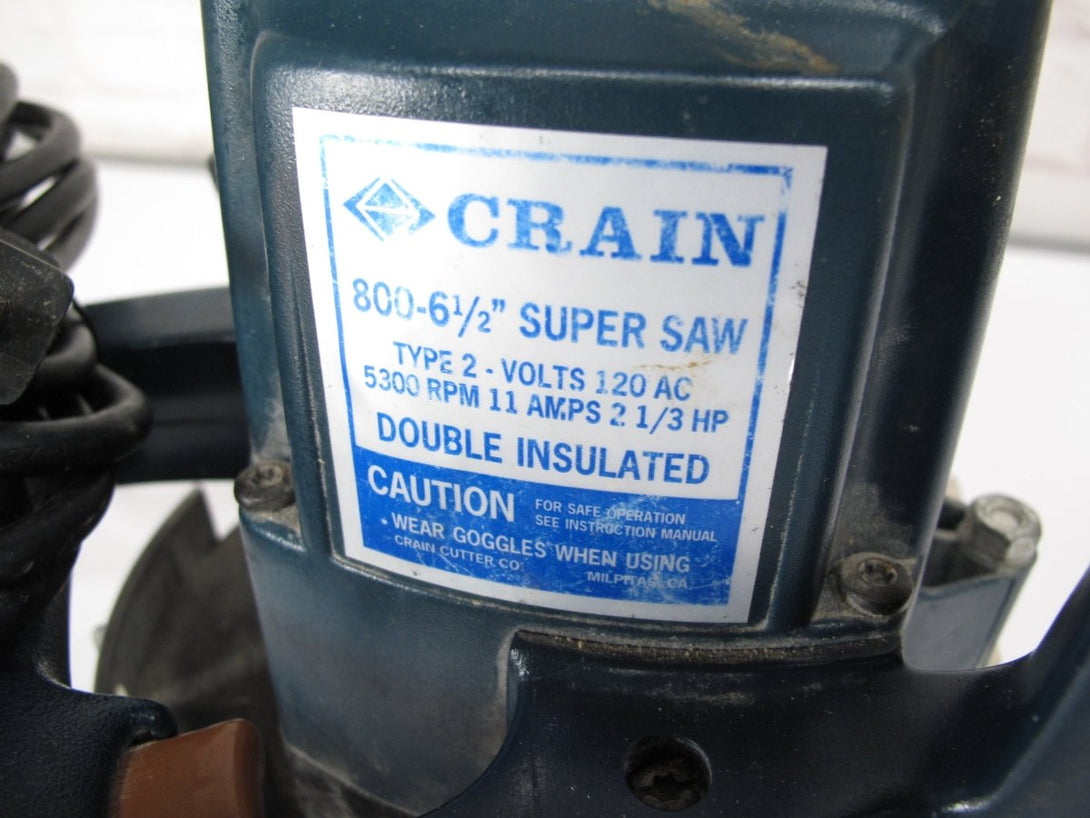 CRAIN
800-6½" SUPER SAW
TYPE 2 - VOLTS 120 AC
5300 RPM 11 AMPS 2 1/3 HP
DOUBLE INSULATED
CAUTION
FOR SAFE OPERATION
SEE INSTRUCTION MANUAL
• WEAR GOGGLES WHEN USING
CRAIN CUTTER CO.
MILPITAS, CA